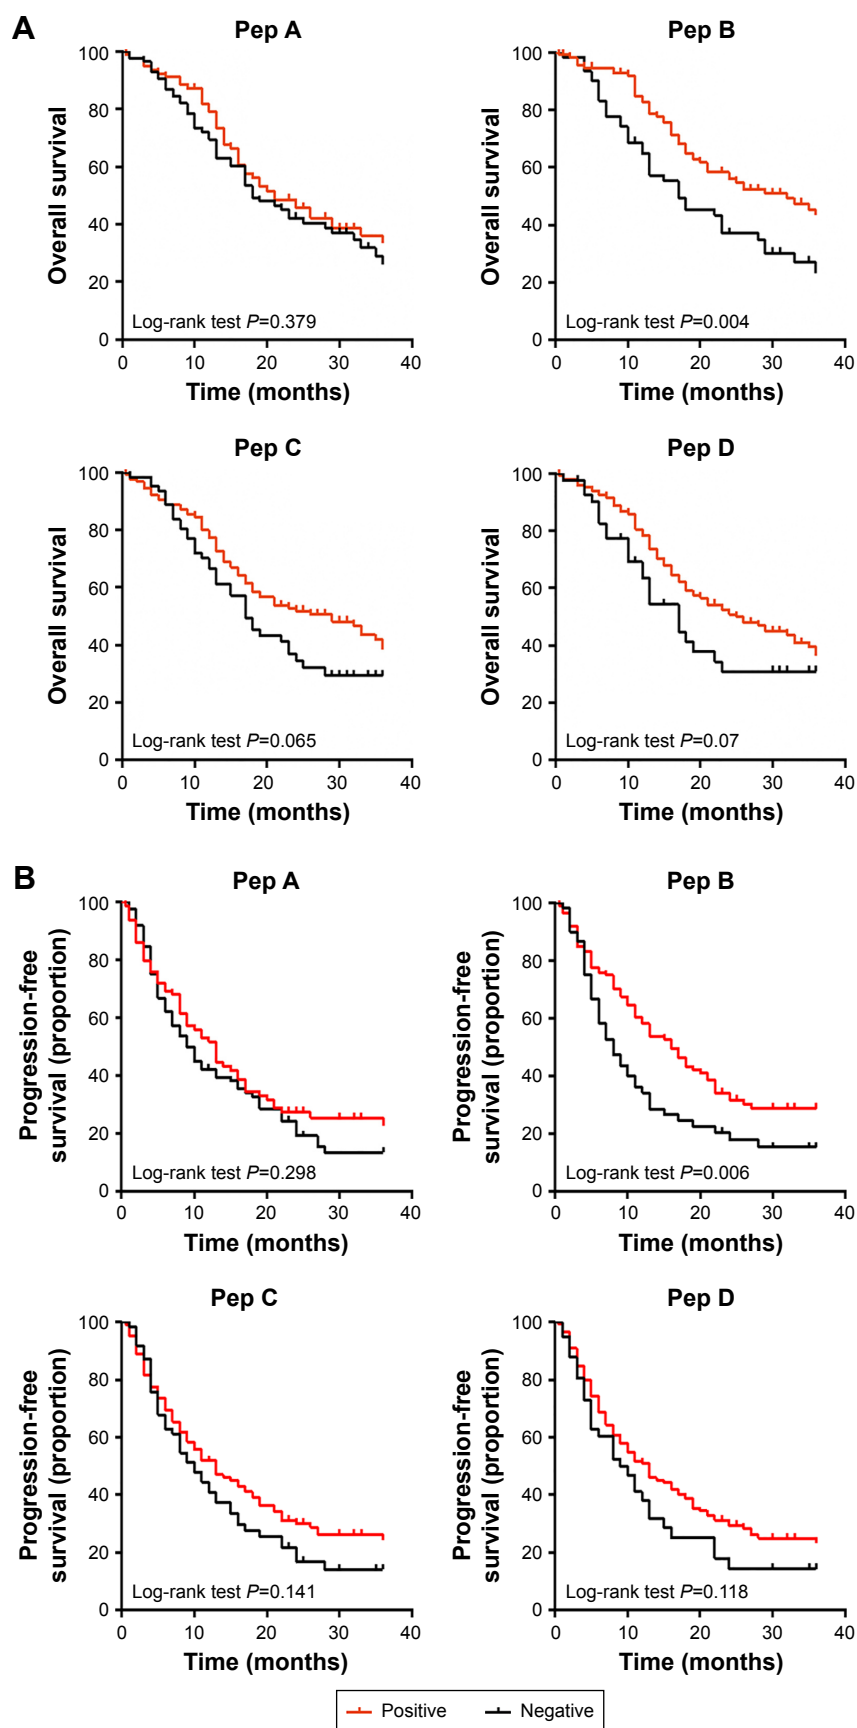 A
Pep A
Overall survival
100
80
60
40
20
0
Log-rank test P=0.379
0 10 20 30 40
Time (months)
Pep B
Overall survival
100
80
60
40
20
0
Log-rank test P=0.004
0 10 20 30 40
Time (months)
Pep C
Overall survival
100
80
60
40
20
0
Log-rank test P=0.065
0 10 20 30 40
Time (months)
Pep D
Overall survival
100
80
60
40
20
0
Log-rank test P=0.07
0 10 20 30 40
Time (months)
B
Pep A
Progression-free
survival (proportion)
100
80
60
40
20
0
Log-rank test P=0.298
0 10 20 30 40
Time (months)
Pep B
Progression-free
survival (proportion)
100
80
60
40
20
0
Log-rank test P=0.006
0 10 20 30 40
Time (months)
Pep C
Progression-free
survival (proportion)
100
80
60
40
20
0
Log-rank test P=0.141
0 10 20 30 40
Time (months)
Pep D
Progression-free
survival (proportion)
100
80
60
40
20
0
Log-rank test P=0.118
0 10 20 30 40
Time (months)
Positive Negative